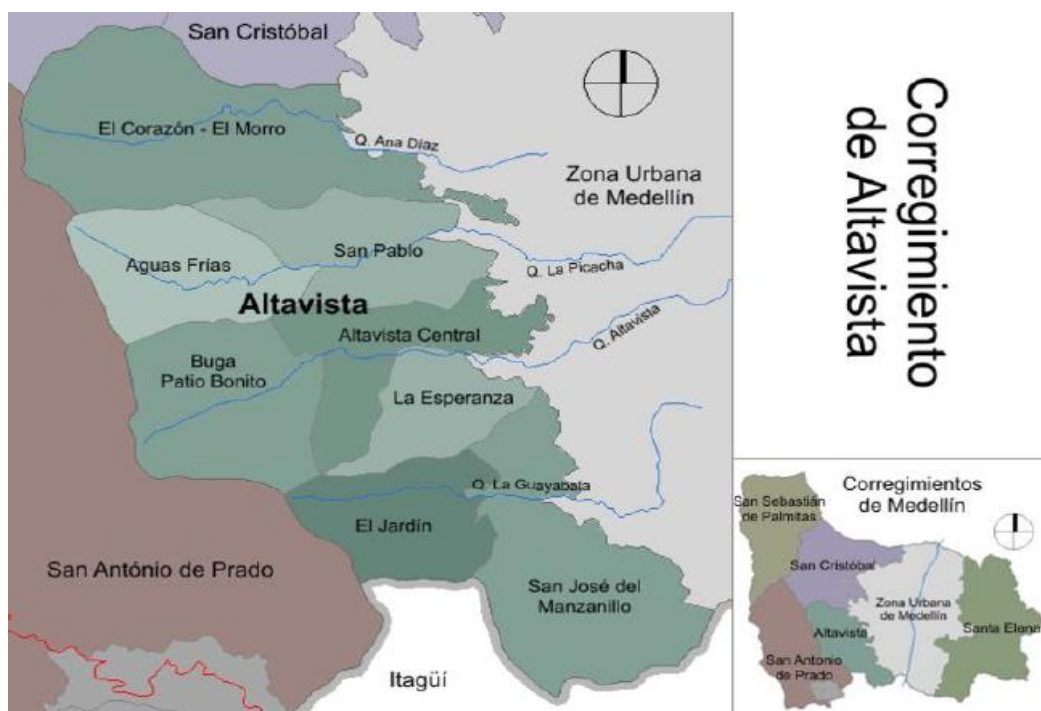 San Cristóbal
El Corazón - El Morro
Q. Ana Díaz
Zona Urbana
de Medellín
San Pablo
Aguas Frías
Q. La Picacha
Altavista
Altavista Central
Q. Altavista
Buga
Patio Bonito
La Esperanza
Q. La Guayabala
El Jardín
San António de Prado
San José del
Manzanillo
Itagüí
Corregimiento
de Altavista
Corregimientos
de Medellín
San Sebastián
de Palmitas
San Cristóbal
Zona Urbana
de Medellín
Santa Elena
Altavista
San Antonio
de Prado